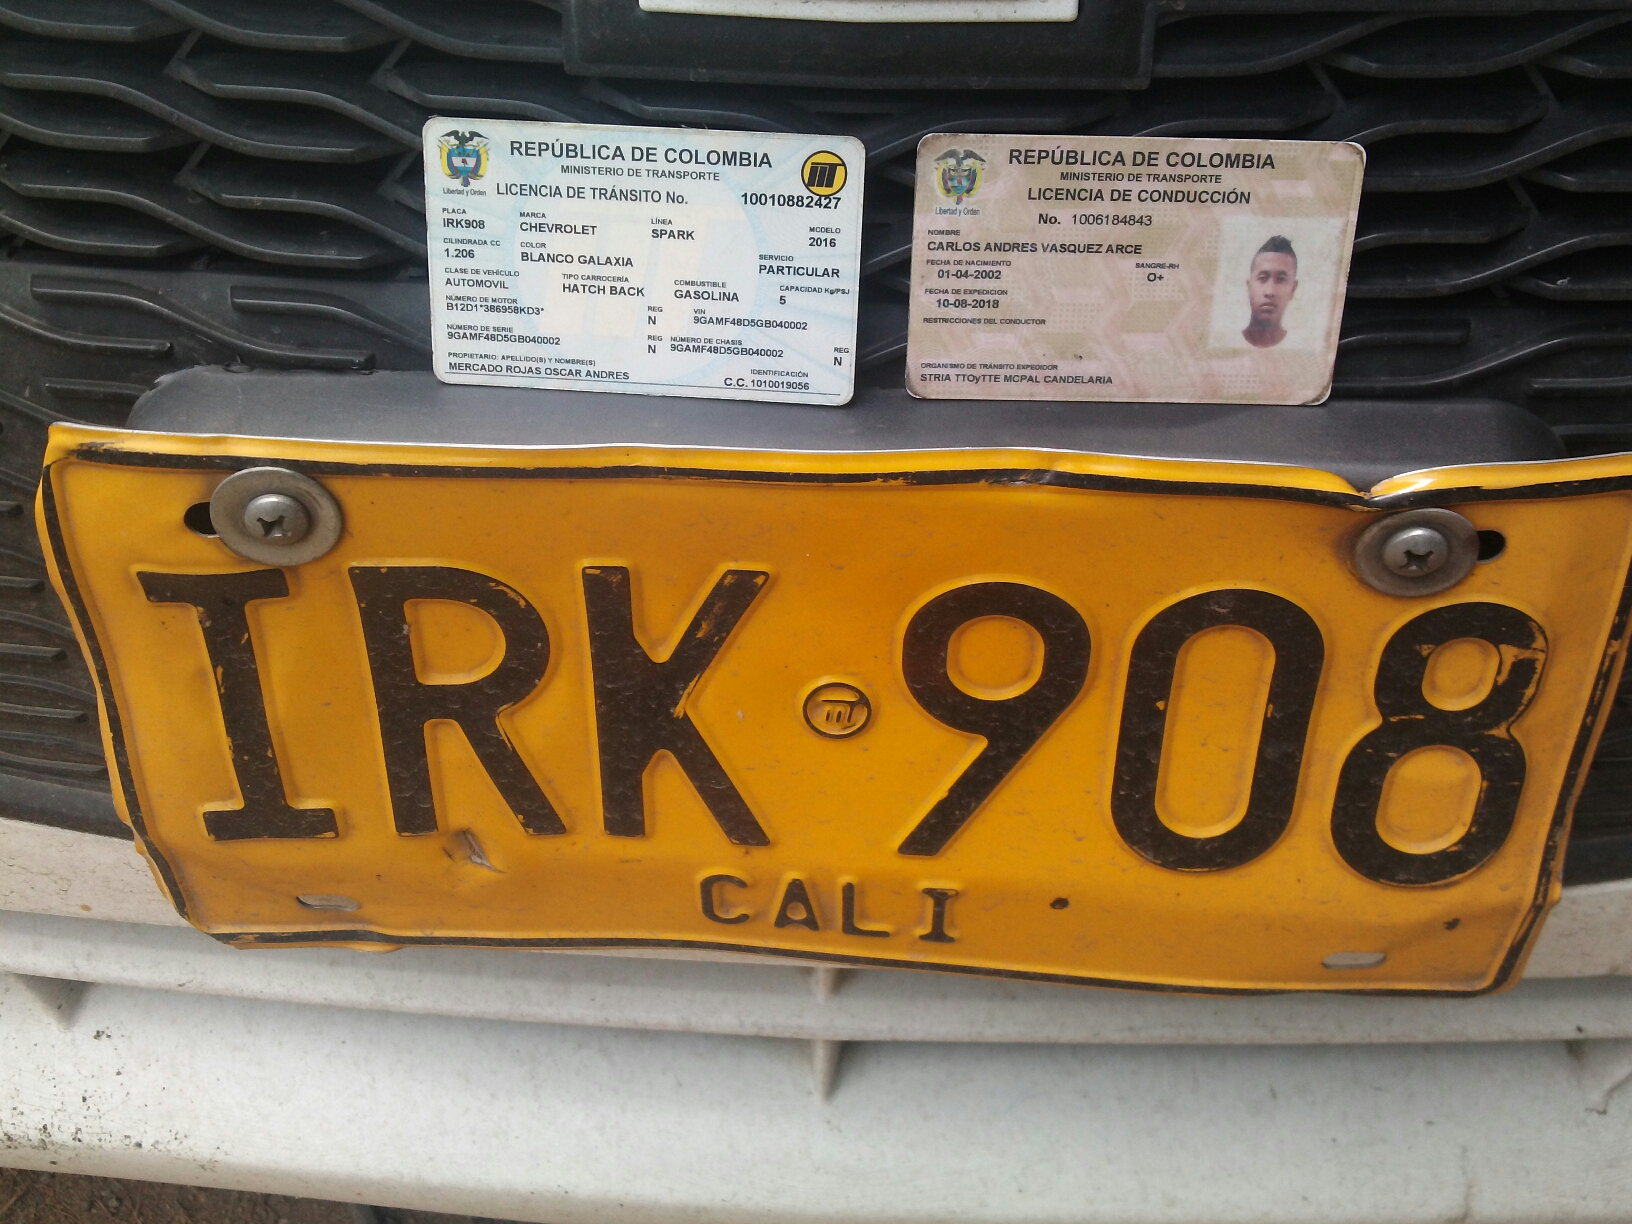 REPÚBLICA DE COLOMBIA
MINISTERIO DE TRANSPORTE
LICENCIA DE TRÁNSITO No. 10010882427
Libertad y Orden
PLACA MARCA LÍNEA MODELO
IRK908 CHEVROLET SPARK 2016
CILINDRADA CC COLOR SERVICIO
1.206 BLANCO GALAXIA PARTICULAR
CLASE DE VEHÍCULO TIPO CARROCERÍA COMBUSTIBLE CAPACIDAD Kg/PSJ
AUTOMOVIL HATCH BACK GASOLINA 5
NÚMERO DE MOTOR REG VIN
B12D1*386958KD3* N 9GAMF48D5GB040002
NÚMERO DE SERIE REG NÚMERO DE CHASIS REG
9GAMF48D5GB040002 N 9GAMF48D5GB040002 N
PROPIETARIO: APELLIDO(S) Y NOMBRE(S) IDENTIFICACIÓN
MERCADO ROJAS OSCAR ANDRES C.C. 1010019056
REPÚBLICA DE COLOMBIA
MINISTERIO DE TRANSPORTE
LICENCIA DE CONDUCCIÓN
Libertad y Orden
No. 1006184843
NOMBRE
CARLOS ANDRES VASQUEZ ARCE
FECHA DE NACIMIENTO SANGRE-RH
01-04-2002 O+
FECHA DE EXPEDICION
10-08-2018
RESTRICCIONES DEL CONDUCTOR
ORGANISMO DE TRÁNSITO EXPEDIDOR
STRIA TTOyTTE MCPAL CANDELARIA
IRK 908
CALI